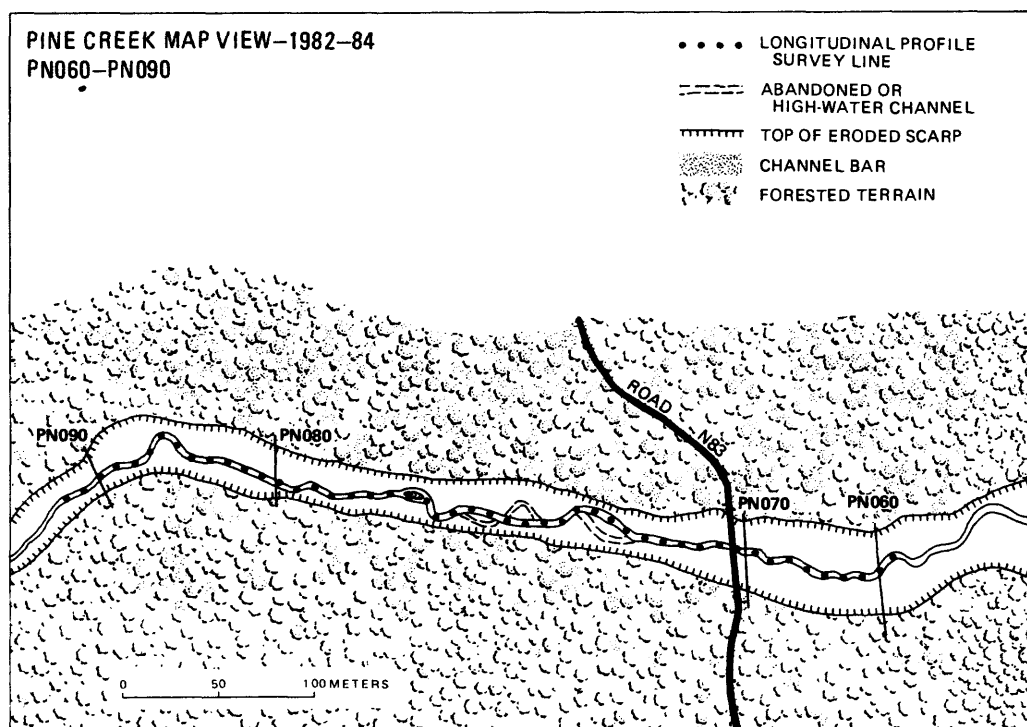 PINE CREEK MAP VIEW–1982–84
PN060–PN090
LONGITUDINAL PROFILE
SURVEY LINE
ABANDONED OR
HIGH-WATER CHANNEL
TOP OF ERODED SCARP
CHANNEL BAR
FORESTED TERRAIN
ROAD N83
PN090
PN080
PN070
PN060
0 50 100 METERS